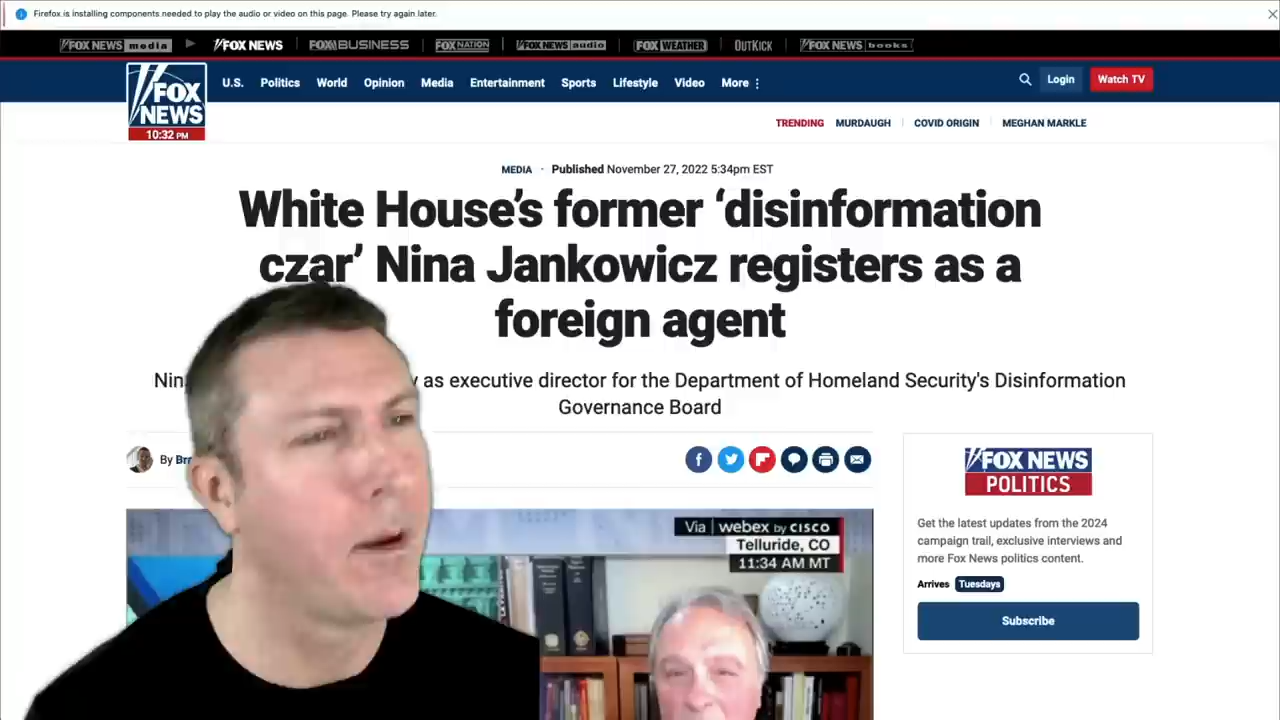 Firefox is installing components needed to play the audio or video on this page. Please try again later.
FOX NEWS media FOX NEWS FOX BUSINESS FOX NATION FOX NEWS audio FOX WEATHER OUTKICK FOX NEWS books
FOX NEWS
10:32 PM
U.S. Politics World Opinion Media Entertainment Sports Lifestyle Video More
Login Watch TV
TRENDING MURDAUGH COVID ORIGIN MEGHAN MARKLE
MEDIA · Published November 27, 2022 5:34pm EST
White House’s former ‘disinformation
czar’ Nina Jankowicz registers as a
foreign agent
as executive director for the Department of Homeland Security's Disinformation
Governance Board
By
Via webex by CISCO
Telluride, CO
11:34 AM MT
FOX NEWS
POLITICS
Get the latest updates from the 2024
campaign trail, exclusive interviews and
more Fox News politics content.
Arrives Tuesdays
Subscribe